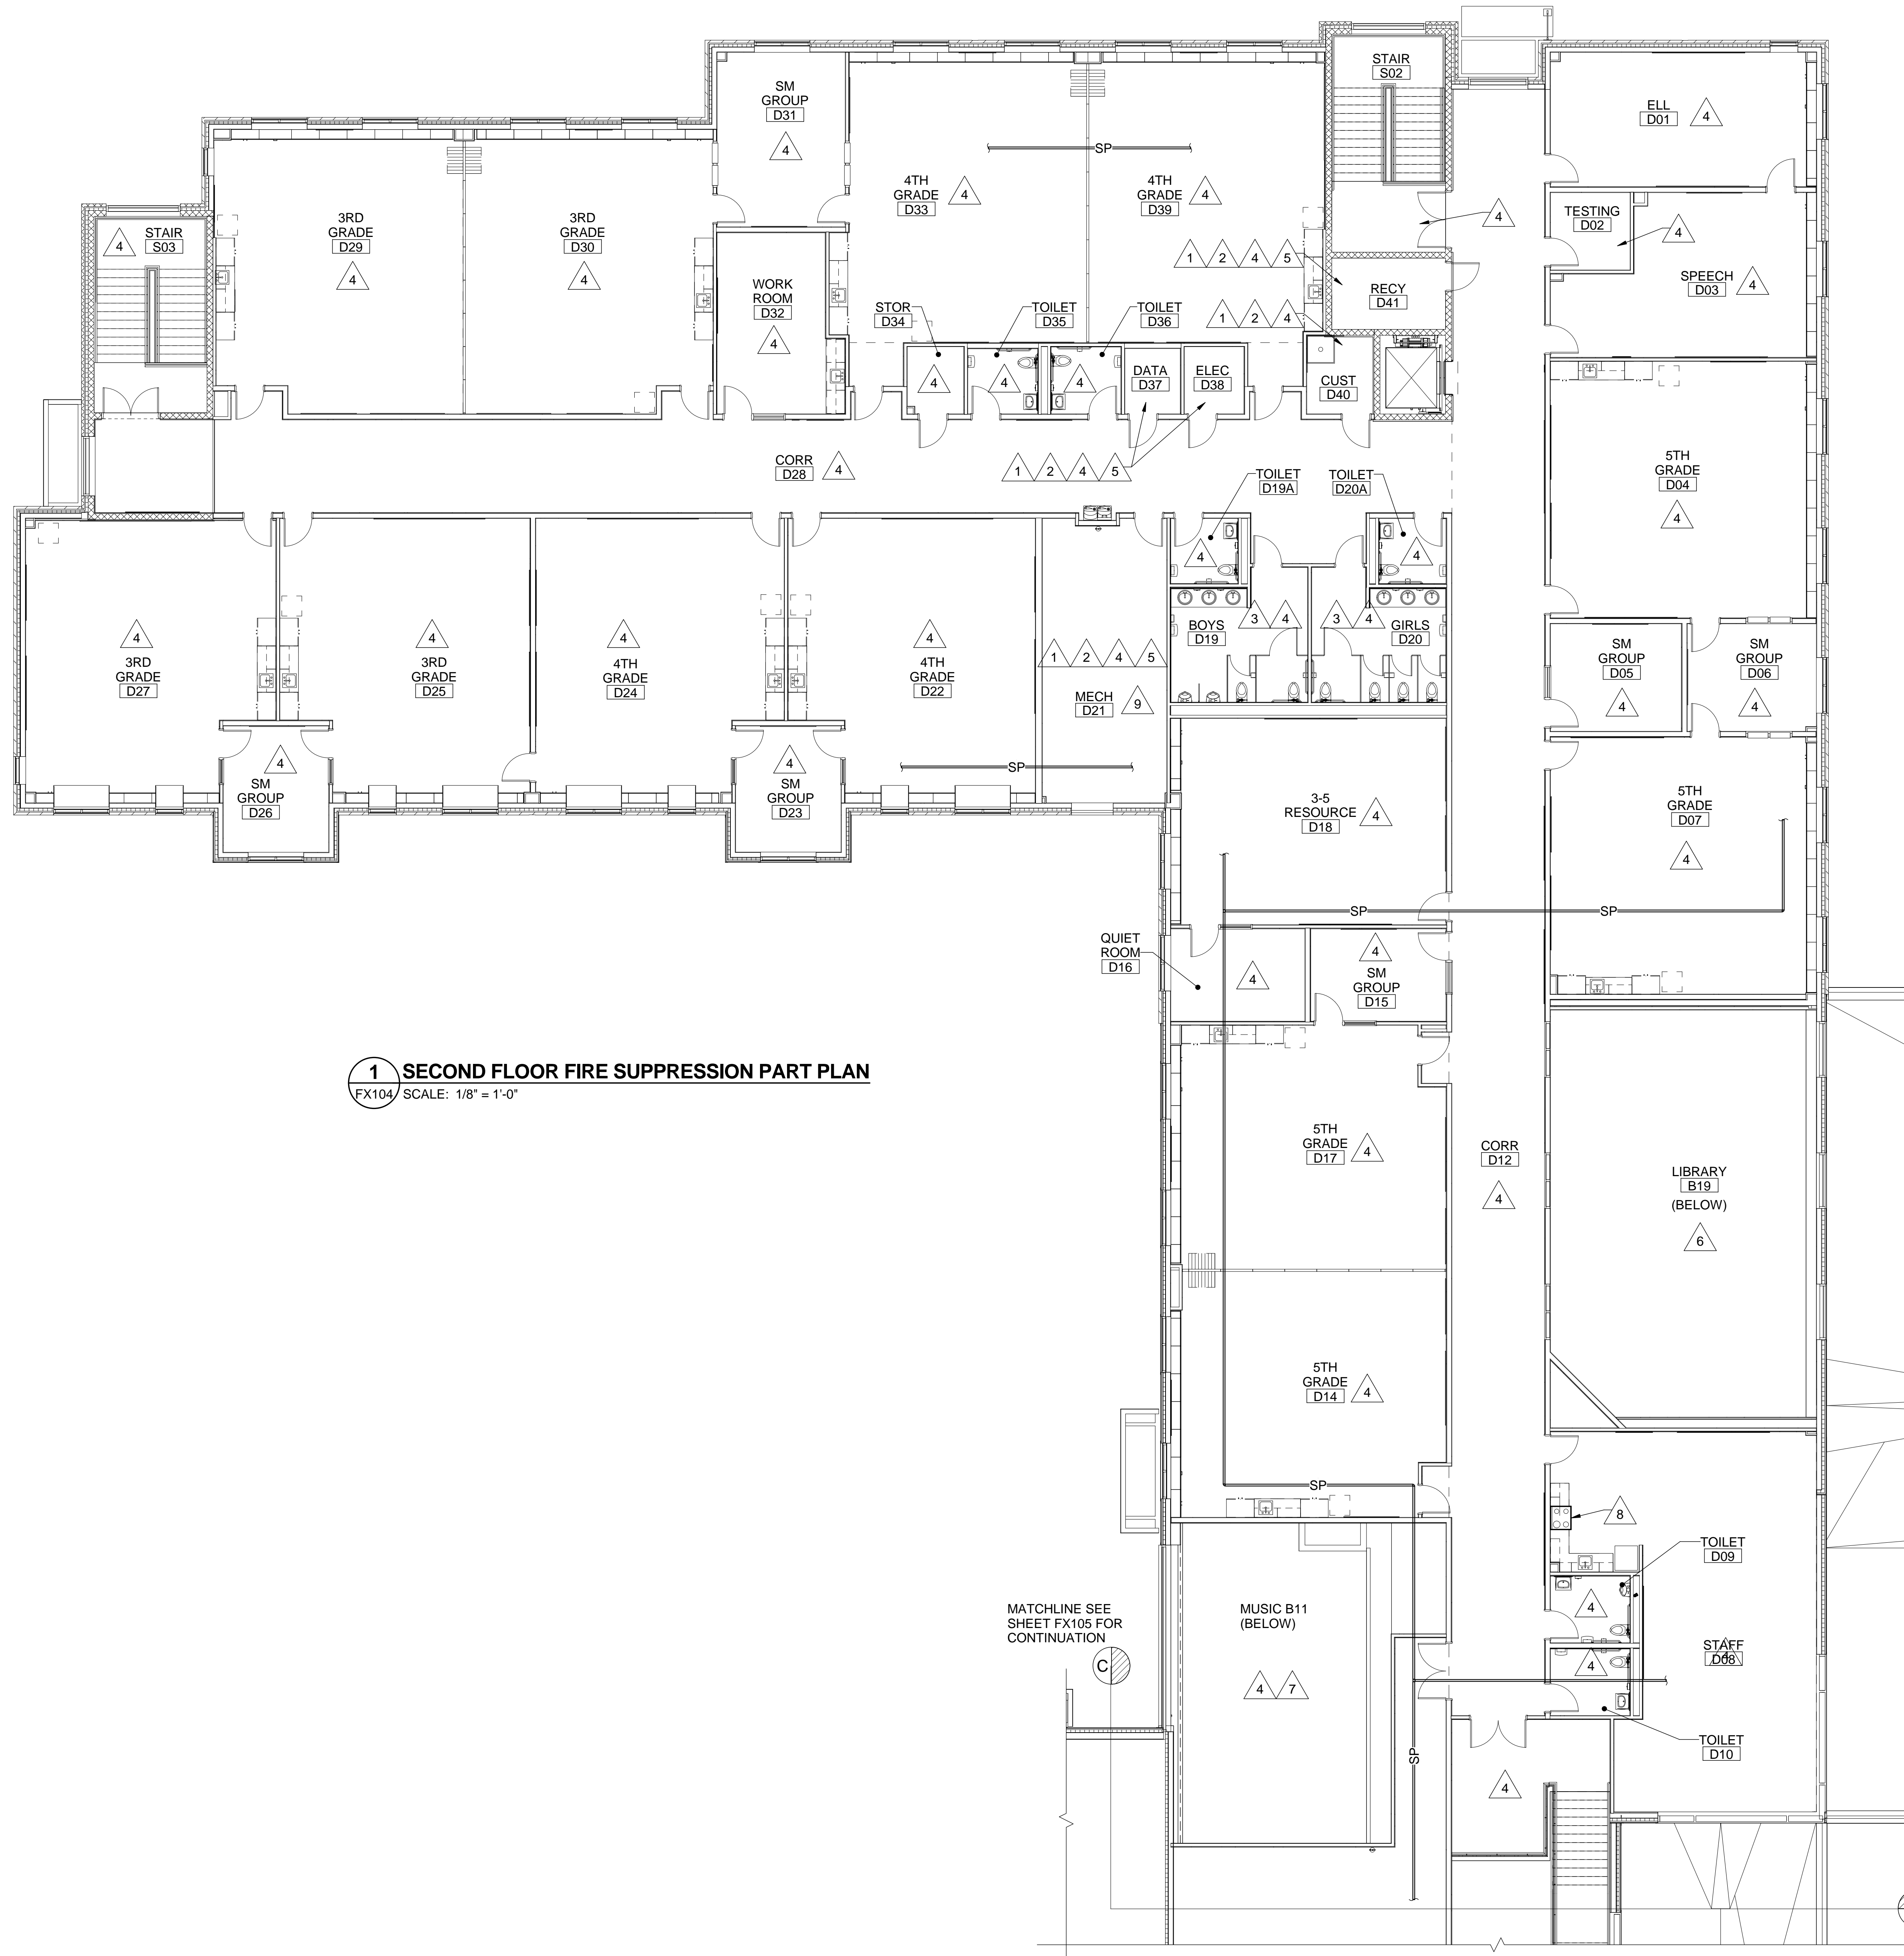 STAIR
S02
ELL
D01
4
SM
GROUP
D31
4
SP
4TH
GRADE
D33
4
4TH
GRADE
D39
4
4
TESTING
D02
4
SPEECH
D03
4
4
STAIR
S03
3RD
GRADE
D29
4
3RD
GRADE
D30
4
WORK
ROOM
D32
4
1 2 4 5
RECY
D41
1 2 4
STOR
D34
4
TOILET
D35
4
TOILET
D36
4
DATA
D37
ELEC
D38
CUST
D40
CORR
D28
4
1 2 4 5
TOILET
D19A
4
TOILET
D20A
4
5TH
GRADE
D04
4
4
3RD
GRADE
D27
4
3RD
GRADE
D25
4
4TH
GRADE
D24
4
4TH
GRADE
D22
1 2 4 5
MECH
D21
9
BOYS
D19
3 4
3 4
GIRLS
D20
SM
GROUP
D05
4
SM
GROUP
D06
4
4
SM
GROUP
D26
4
SM
GROUP
D23
SP
3-5
RESOURCE
D18
4
5TH
GRADE
D07
4
SP
SP
QUIET
ROOM
D16
4
4
SM
GROUP
D15
1
FX104
SECOND FLOOR FIRE SUPPRESSION PART PLAN
SCALE: 1/8" = 1'-0"
5TH
GRADE
D17
4
CORR
D12
4
LIBRARY
B19
(BELOW)
6
5TH
GRADE
D14
4
SP
8
TOILET
D09
4
MATCHLINE SEE
SHEET FX105 FOR
CONTINUATION
C
MUSIC B11
(BELOW)
4 7
STAFF
D08
4
4
TOILET
D10
SP
4